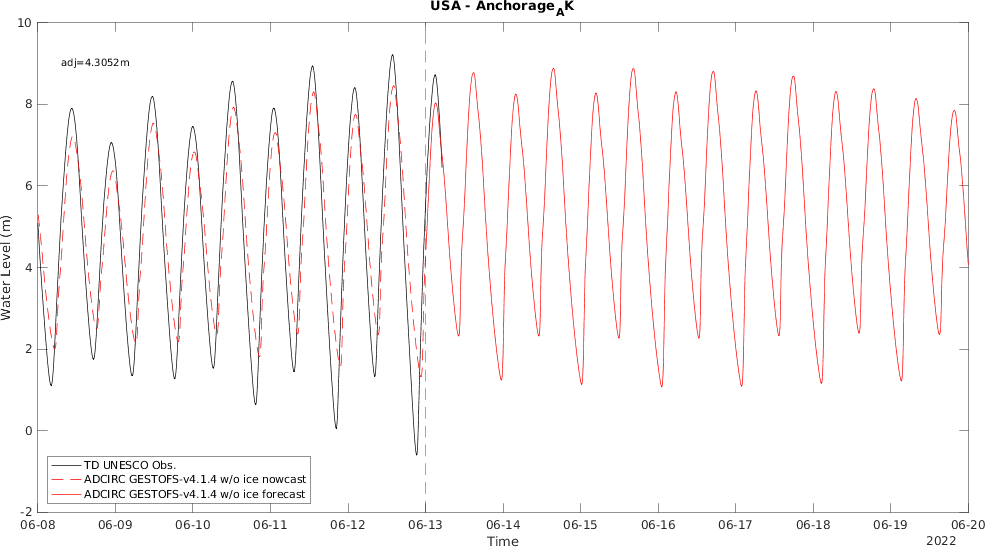 USA - Anchorage_AK
10
adj=4.3052m
8
6
4
2
0
-2
Water Level (m)
TD UNESCO Obs.
ADCIRC GESTOFS-v4.1.4 w/o ice nowcast
ADCIRC GESTOFS-v4.1.4 w/o ice forecast
06-08 06-09 06-10 06-11 06-12 06-13 06-14 06-15 06-16 06-17 06-18 06-19 06-20
Time
2022